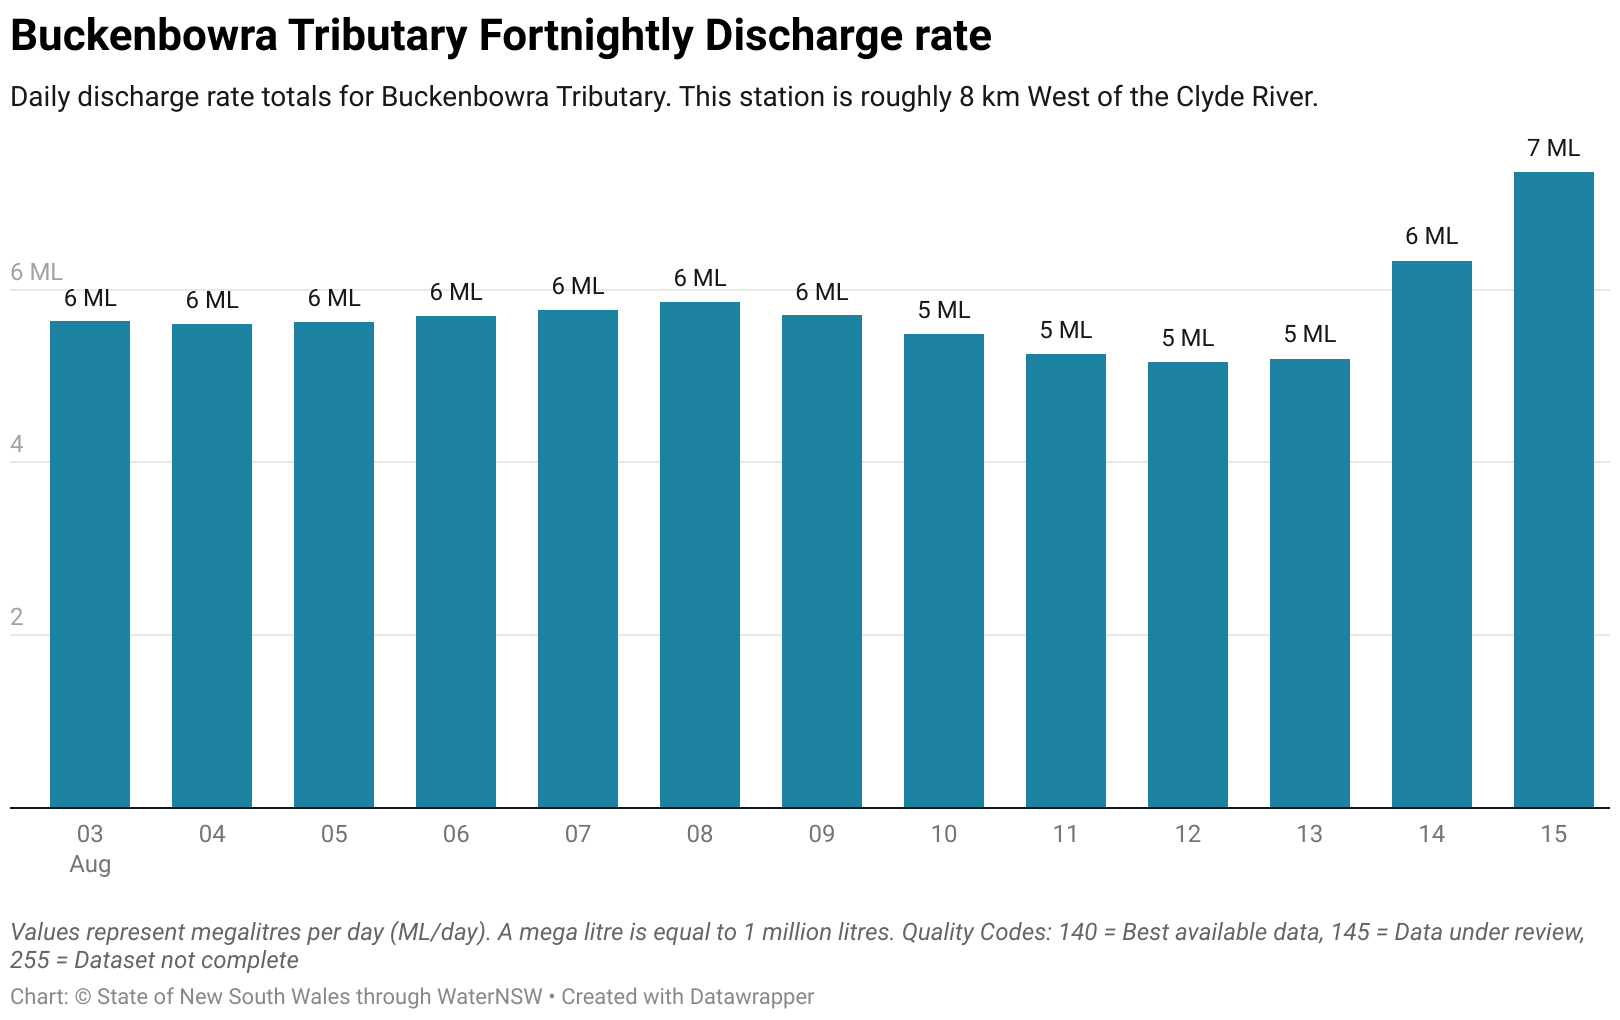 Buckenbowra Tributary Fortnightly Discharge rate
Daily discharge rate totals for Buckenbowra Tributary. This station is roughly 8 km West of the Clyde River.
7 ML
6 ML
6 ML
6 ML 6 ML 6 ML 6 ML 6 ML 6 ML 6 ML 5 ML 5 ML 5 ML 5 ML
4
2
03 04 05 06 07 08 09 10 11 12 13 14 15
Aug
Values represent megalitres per day (ML/day). A mega litre is equal to 1 million litres. Quality Codes: 140 = Best available data, 145 = Data under review,
255 = Dataset not complete
Chart: © State of New South Wales through WaterNSW • Created with Datawrapper